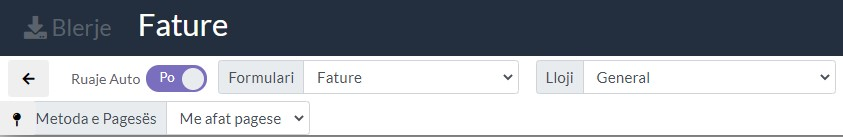 Blerje Fature
Ruaje Auto Po Formulari Fature Lloji General
Metoda e Pagesës Me afat pagese